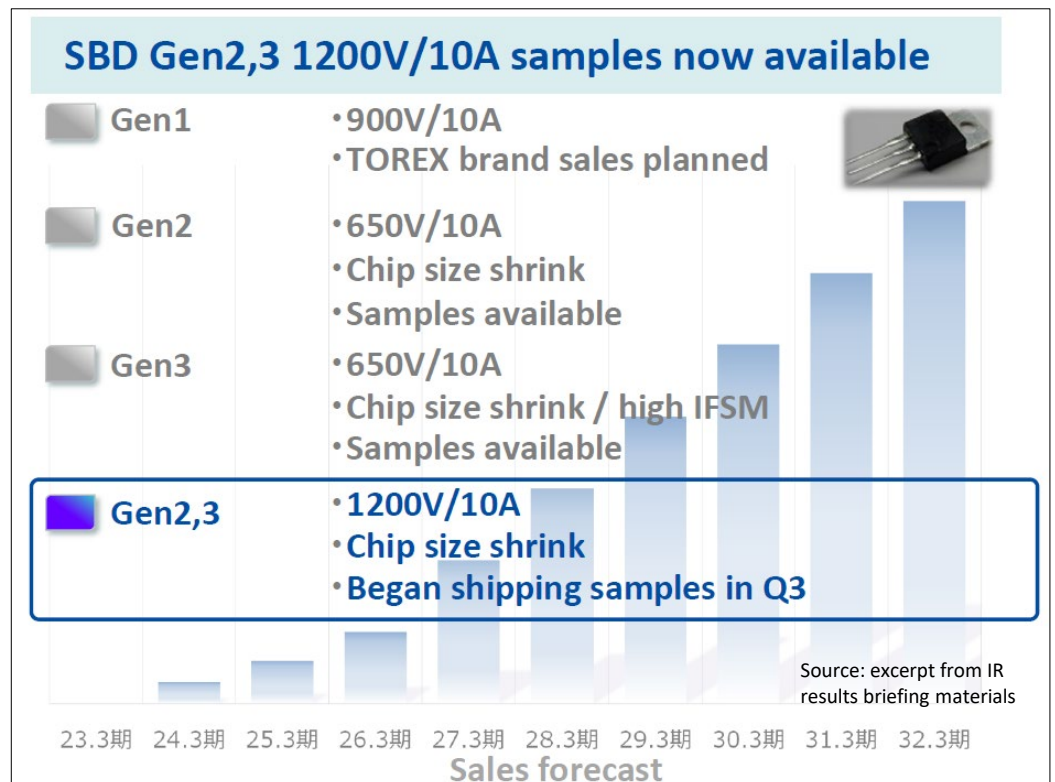 SBD Gen2,3 1200V/10A samples now available
Gen1
・900V/10A
・TOREX brand sales planned
Gen2
・650V/10A
・Chip size shrink
・Samples available
Gen3
・650V/10A
・Chip size shrink / high IFSM
・Samples available
Gen2,3
・1200V/10A
・Chip size shrink
・Began shipping samples in Q3
Source: excerpt from IR
results briefing materials
23.3期 24.3期 25.3期 26.3期 27.3期 28.3期 29.3期 30.3期 31.3期 32.3期
Sales forecast